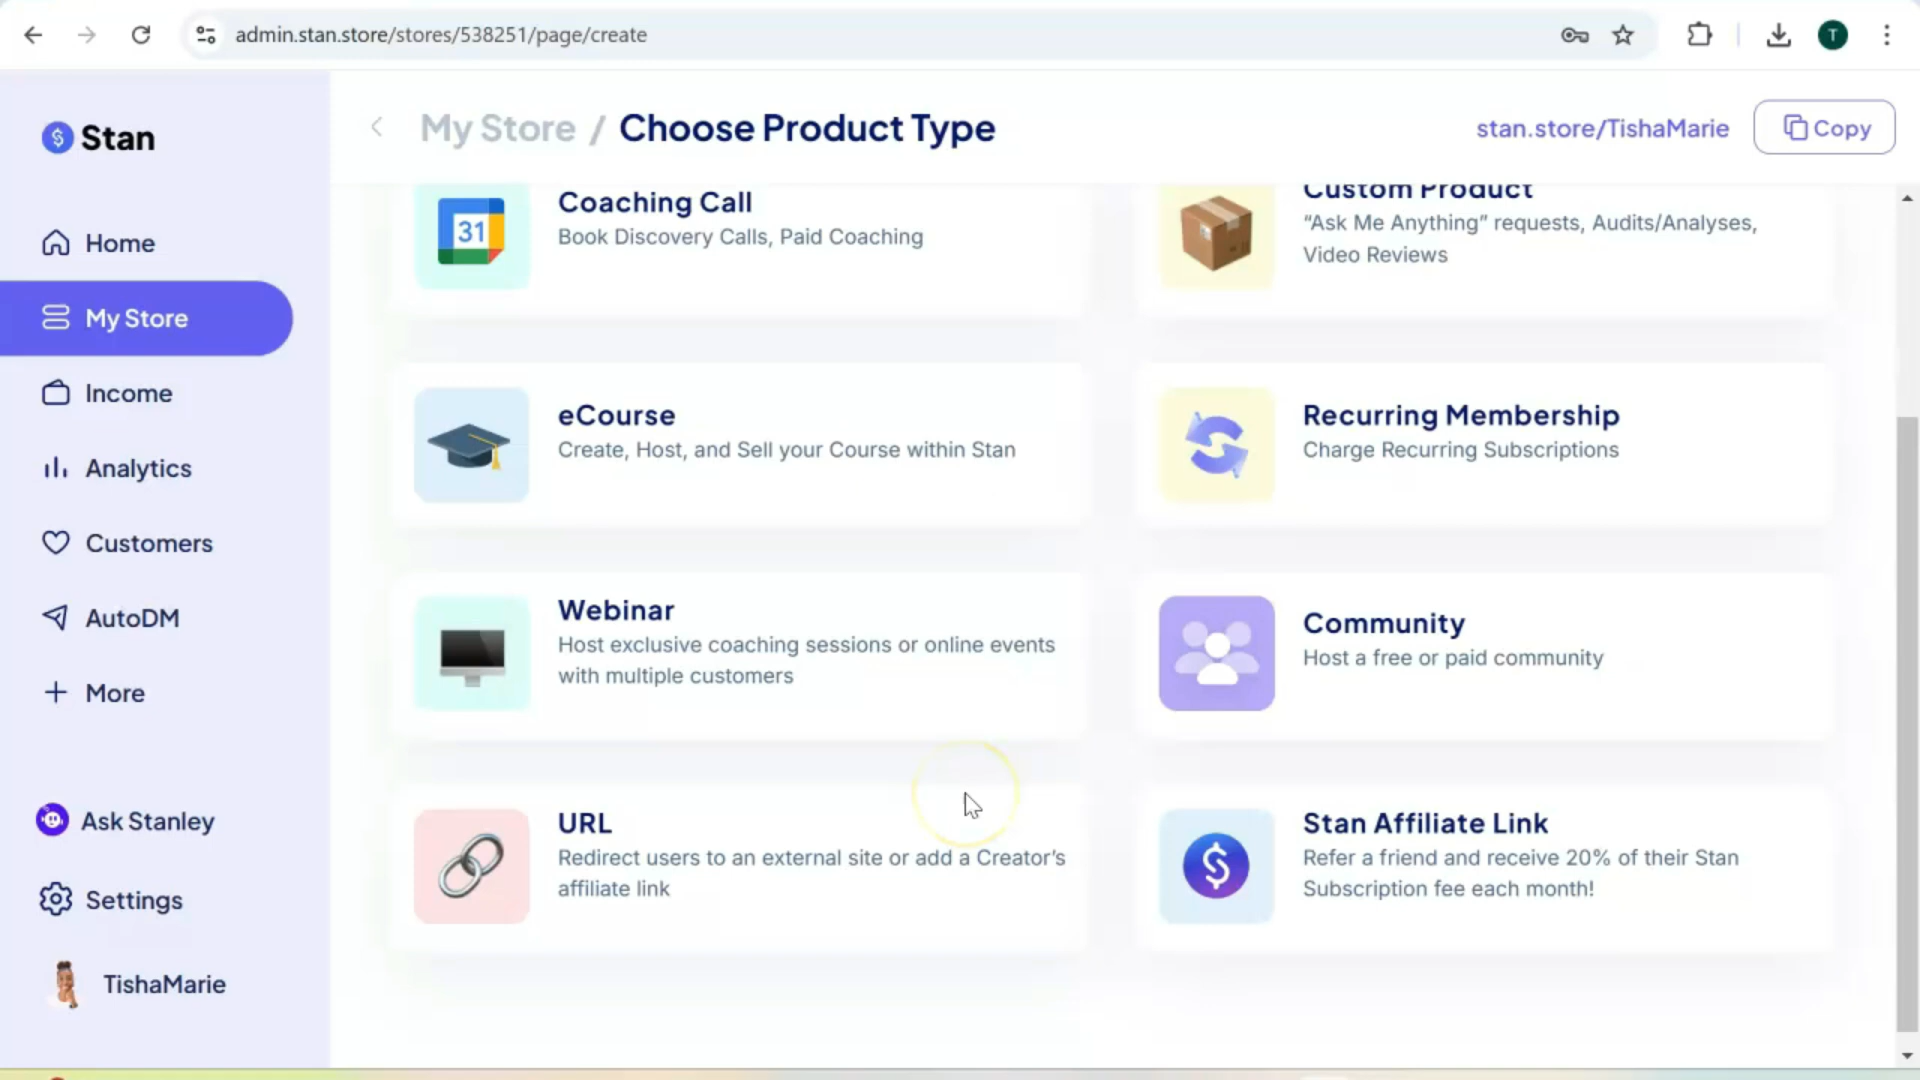 admin.stan.store/stores/538251/page/create
T
$ Stan
My Store / Choose Product Type
stan.store/TishaMarie
Copy
Home
My Store
Income
Analytics
Customers
AutoDM
More
Ask Stanley
Settings
TishaMarie
31
Coaching Call
Book Discovery Calls, Paid Coaching
Custom Product
“Ask Me Anything” requests, Audits/Analyses,
Video Reviews
eCourse
Create, Host, and Sell your Course within Stan
Recurring Membership
Charge Recurring Subscriptions
Webinar
Host exclusive coaching sessions or online events
with multiple customers
Community
Host a free or paid community
URL
Redirect users to an external site or add a Creator’s
affiliate link
$
Stan Affiliate Link
Refer a friend and receive 20% of their Stan
Subscription fee each month!